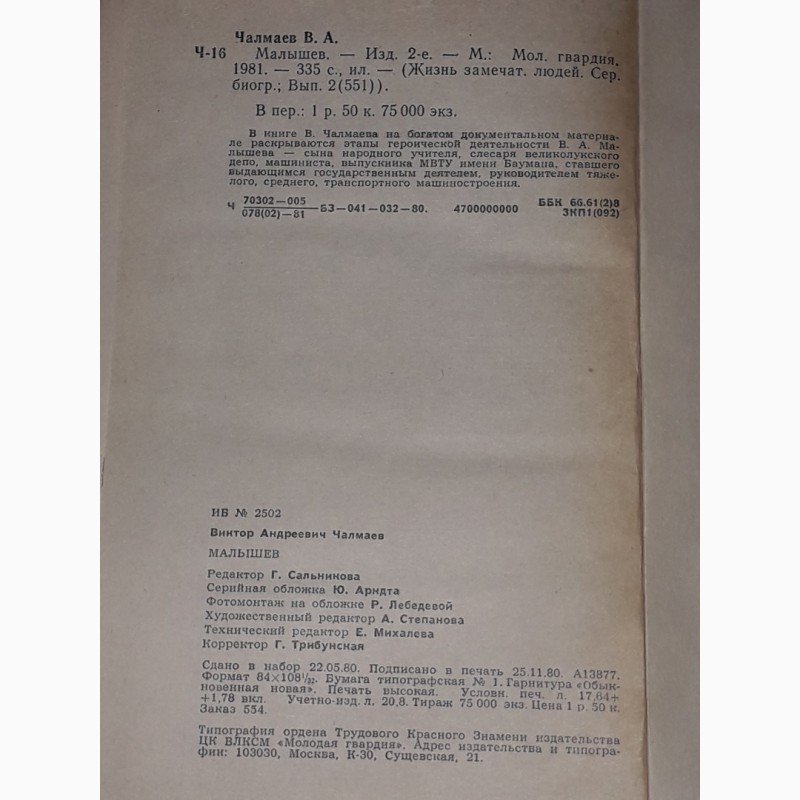 Чалмаев В. А.
Ч-16 Малышев. — Изд. 2-е. — М.: Мол. гвардия,
1981. — 335 с., ил. — (Жизнь замечат. людей. Сер.
биогр.; Вып. 2(551)).
В пер.: 1 р. 50 к. 75 000 экз.
В книге В. Чалмаева на богатом документальном материа-
ле раскрываются этапы героической деятельности В. А. Ма-
лышева — сына народного учителя, слесаря великолукского
депо, машиниста, выпускника МВТУ имени Баумана, ставшего
выдающимся государственным деятелем, руководителем тяже-
лого, среднего, транспортного машиностроения.
Ч 70302—005
078(02)—81 БЗ—041—032—80. 4700000000
ББК 66.61(2)8
ЗКП1(092)
ИБ № 2502
Виктор Андреевич Чалмаев
МАЛЫШЕВ
Редактор Г. Сальникова
Серийная обложка Ю. Арндта
Фотомонтаж на обложке Р. Лебедевой
Художественный редактор А. Степанова
Технический редактор Е. Михалева
Корректор Г. Трибунская
Сдано в набор 22.05.80. Подписано в печать 25.11.80. А13877.
Формат 84×108¹/₃₂. Бумага типографская № 1. Гарнитура «Обык-
новенная новая». Печать высокая. Условн. печ. л. 17,64+
+1,78 вкл. Учетно-изд. л. 20,8. Тираж 75 000 экз. Цена 1 р. 50 к.
Заказ 554.
Типография ордена Трудового Красного Знамени издательства
ЦК ВЛКСМ «Молодая гвардия». Адрес издательства и типогра-
фии: 103030, Москва, К-30, Сущевская, 21.